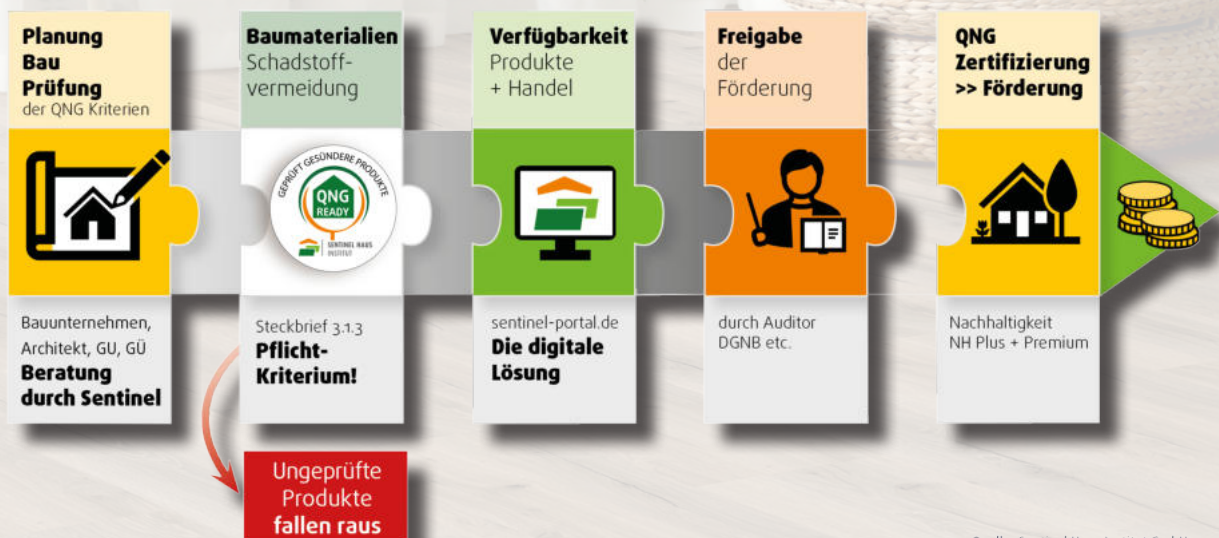 Planung
Bau
Prüfung
der QNG Kriterien
Bauunternehmen,
Architekt, GU, GÜ
Beratung
durch Sentinel
Baumaterialien
Schadstoff-
vermeidung
GEPRÜFT GESÜNDERE PRODUKTE
QNG
READY
SENTINEL HAUS
INSTITUT
Steckbrief 3.1.3
Pflicht-
Kriterium!
Ungeprüfte
Produkte
fallen raus
Verfügbarkeit
Produkte
+ Handel
sentinel-portal.de
Die digitale
Lösung
Freigabe
der
Förderung
durch Auditor
DGNB etc.
QNG
Zertifizierung
>> Förderung
Nachhaltigkeit
NH Plus + Premium